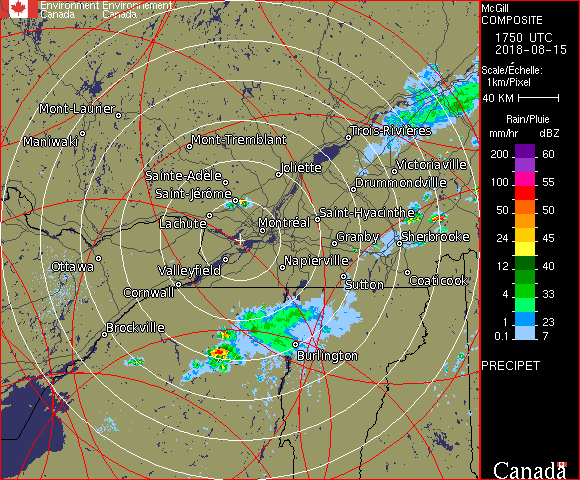 Environment Environnement
Canada Canada
McGill
COMPOSITE
1750 UTC
2018-08-15
Scale/Échelle:
1km/Pixel
40 KM
Rain/Pluie
mm/hr dBZ
200 60
100 55
50 50
24 45
12 40
4 33
1 23
0.1 7
PRECIPET
Canada
Mont-Laurier
Maniwaki
Mont-Tremblant
Trois-Rivières
Sainte-Adèle
Joliette
Victoriaville
Saint-Jérôme
Drummondville
Lachute
Montréal
Saint-Hyacinthe
Granby
Sherbrooke
Ottawa
Valleyfield
Napierville
Cornwall
Sutton
Coaticook
Brockville
Burlington